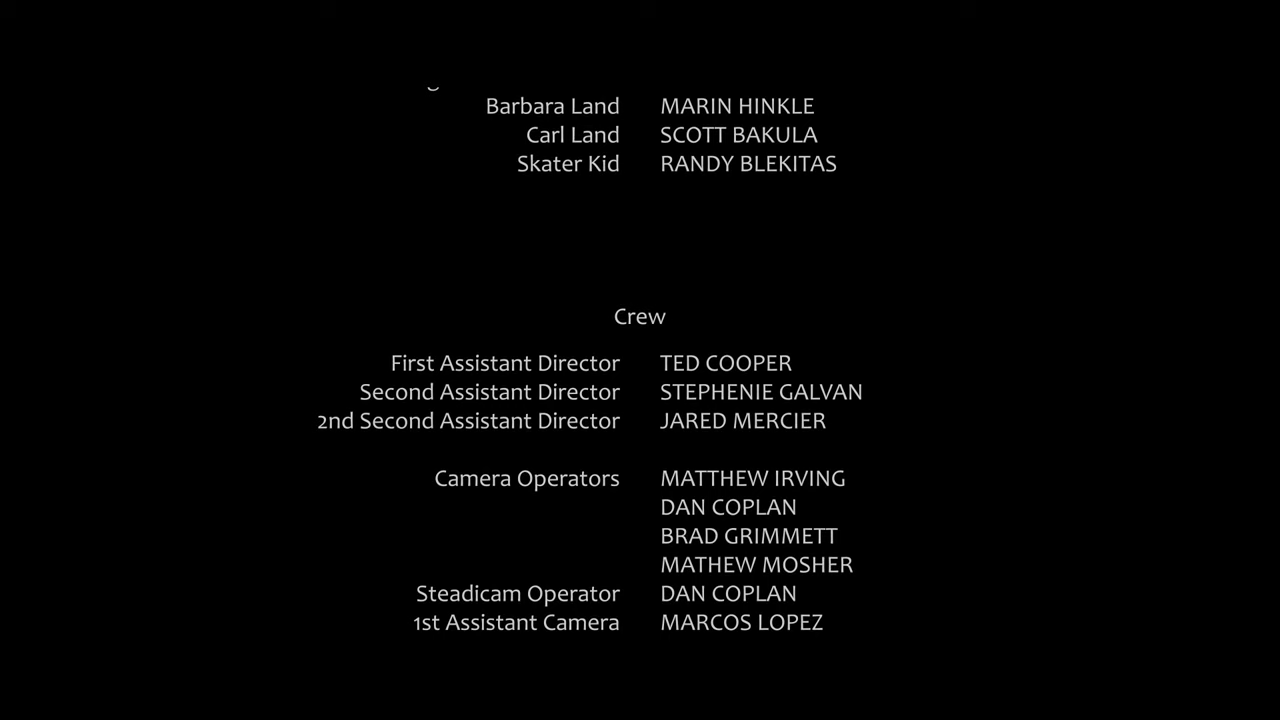 Barbara Land MARIN HINKLE
Carl Land SCOTT BAKULA
Skater Kid RANDY BLEKITAS
Crew
First Assistant Director TED COOPER
Second Assistant Director STEPHENIE GALVAN
2nd Second Assistant Director JARED MERCIER
Camera Operators MATTHEW IRVING
DAN COPLAN
BRAD GRIMMETT
MATHEW MOSHER
Steadicam Operator DAN COPLAN
1st Assistant Camera MARCOS LOPEZ